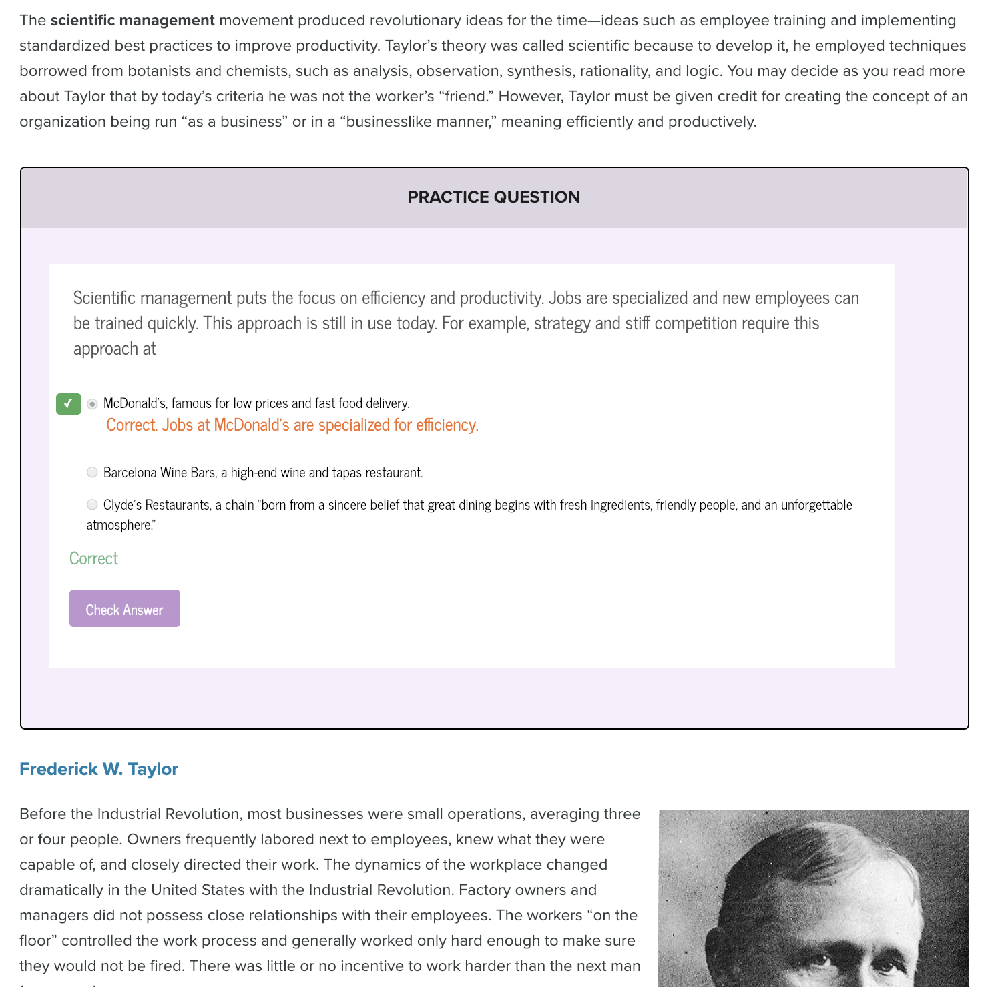 The scientific management movement produced revolutionary ideas for the time—ideas such as employee training and implementing
standardized best practices to improve productivity. Taylor’s theory was called scientific because to develop it, he employed techniques
borrowed from botanists and chemists, such as analysis, observation, synthesis, rationality, and logic. You may decide as you read more
about Taylor that by today’s criteria he was not the worker’s “friend.” However, Taylor must be given credit for creating the concept of an
organization being run “as a business” or in a “businesslike manner,” meaning efficiently and productively.
PRACTICE QUESTION
Scientific management puts the focus on efficiency and productivity. Jobs are specialized and new employees can
be trained quickly. This approach is still in use today. For example, strategy and stiff competition require this
approach at
McDonald's, famous for low prices and fast food delivery.
Correct. Jobs at McDonald's are specialized for efficiency.
Barcelona Wine Bars, a high-end wine and tapas restaurant.
Clyde's Restaurants, a chain "born from a sincere belief that great dining begins with fresh ingredients, friendly people, and an unforgettable
atmosphere."
Correct
Check Answer
Frederick W. Taylor
Before the Industrial Revolution, most businesses were small operations, averaging three
or four people. Owners frequently labored next to employees, knew what they were
capable of, and closely directed their work. The dynamics of the workplace changed
dramatically in the United States with the Industrial Revolution. Factory owners and
managers did not possess close relationships with their employees. The workers “on the
floor” controlled the work process and generally worked only hard enough to make sure
they would not be fired. There was little or no incentive to work harder than the next man